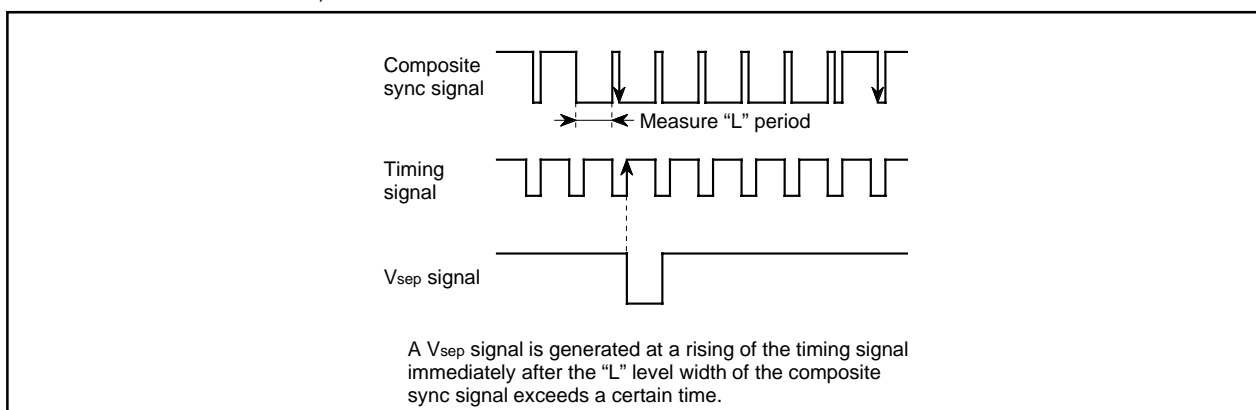 Composite
sync signal
Measure “L” period
Timing
signal
Vsep signal
A Vsep signal is generated at a rising of the timing signal
immediately after the “L” level width of the composite
sync signal exceeds a certain time.